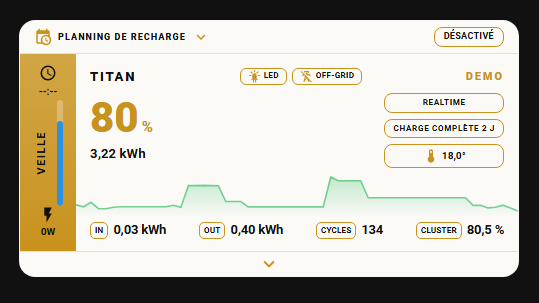 PLANNING DE RECHARGE
DÉSACTIVÉ
--:--
VEILLE
0W
TITAN
LED
OFF-GRID
DEMO
80 %
3,22 kWh
REALTIME
CHARGE COMPLÈTE 2 J
18,0°
IN 0,03 kWh
OUT 0,40 kWh
CYCLES 134
CLUSTER 80,5 %